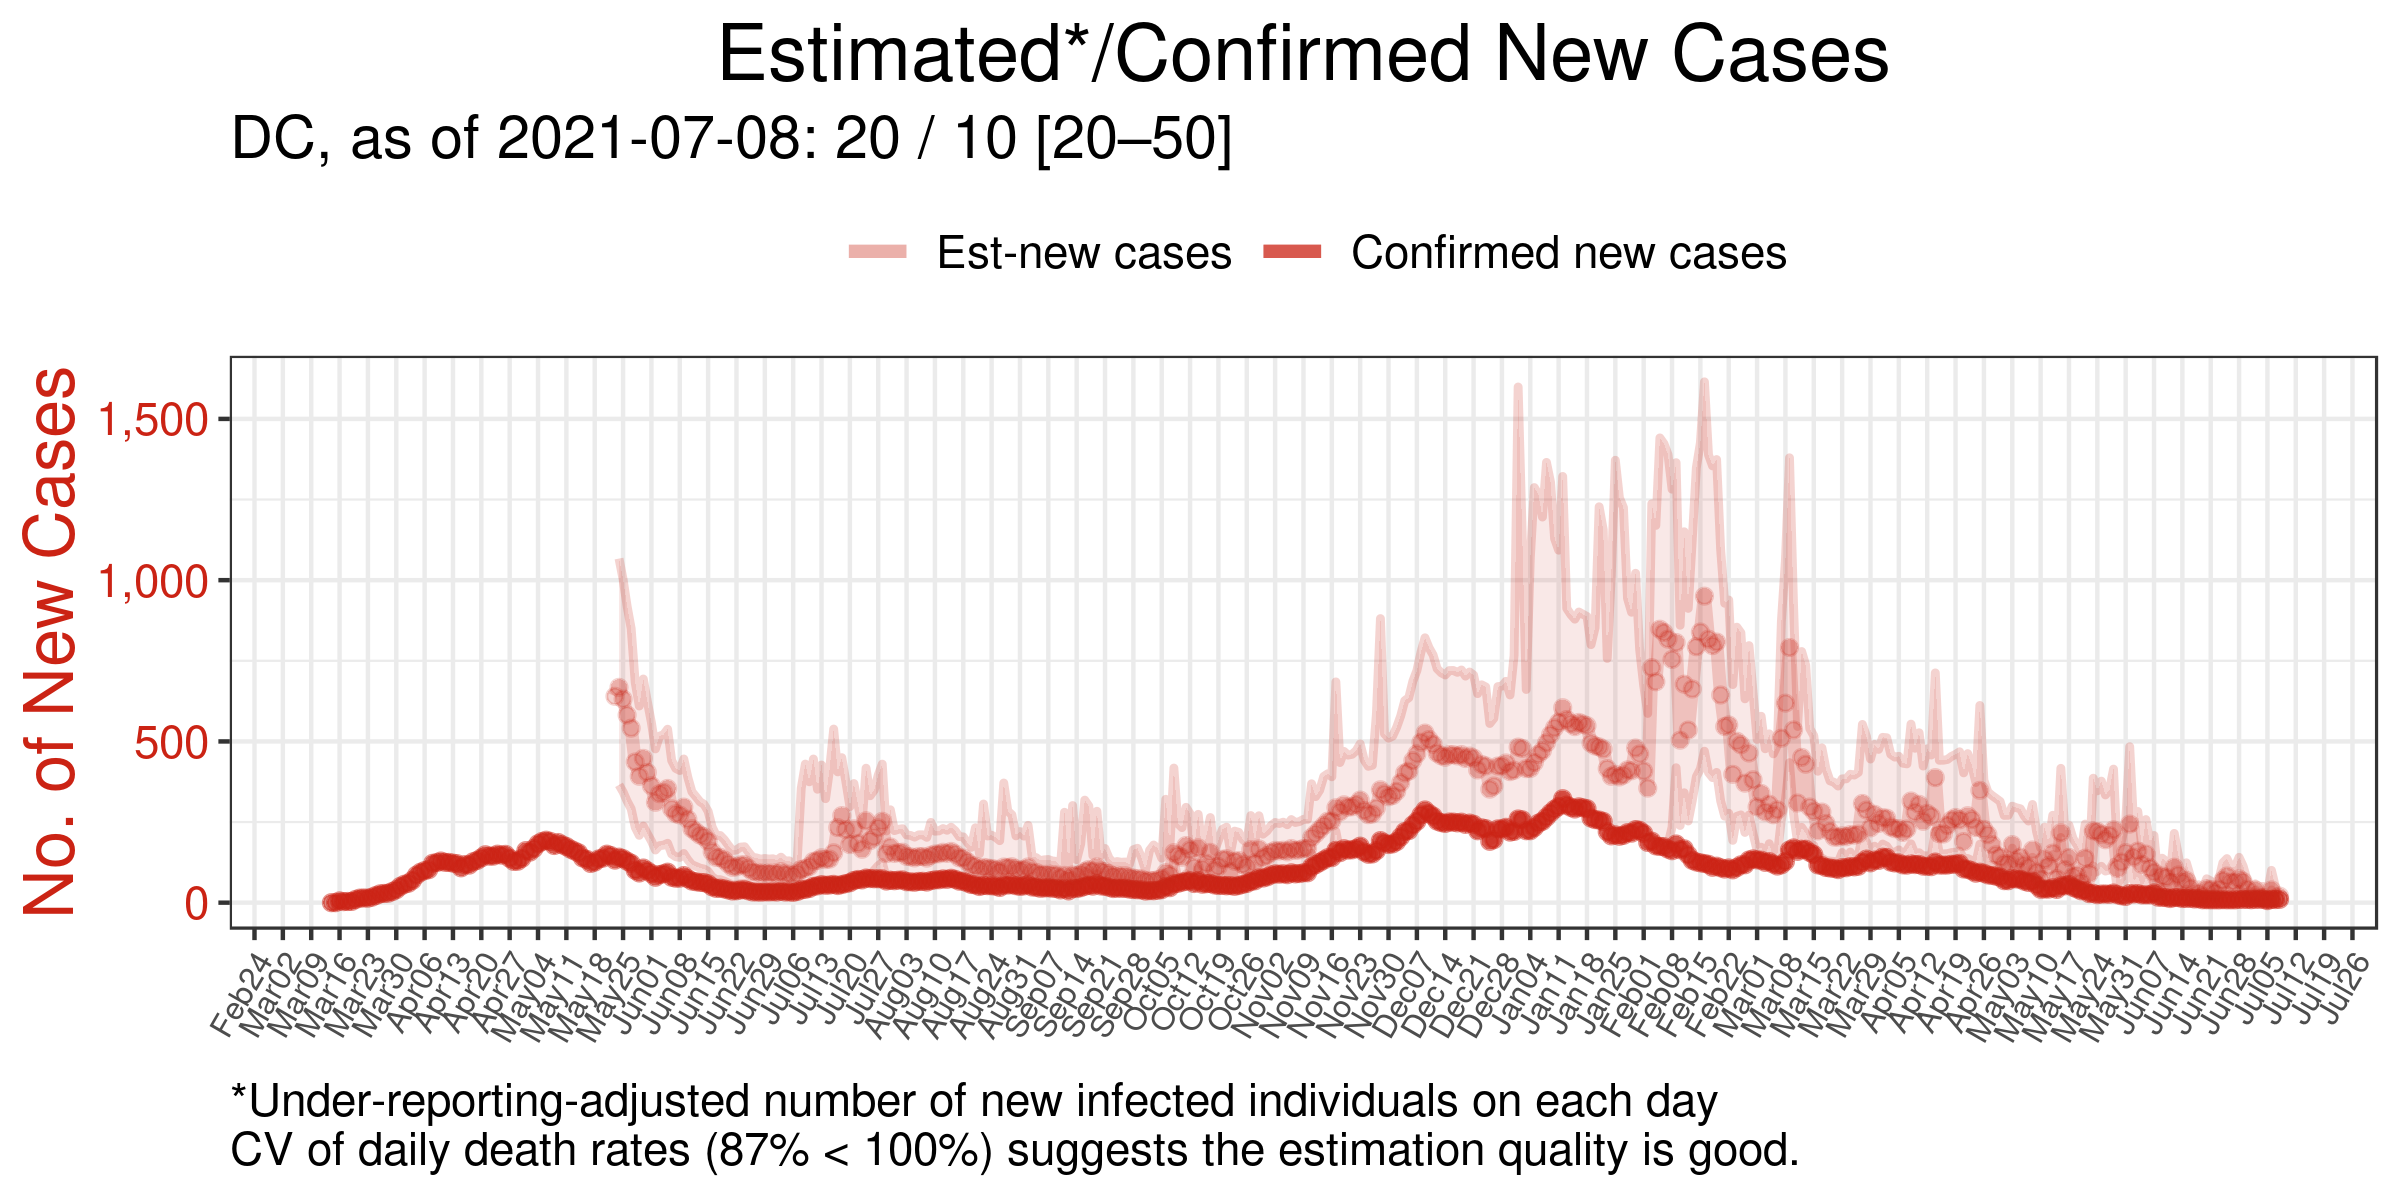 Estimated*/Confirmed New Cases
DC, as of 2021-07-08: 20 / 10 [20–50]
Est-new cases Confirmed new cases
No. of New Cases
1,500
1,000
500
0
Feb24 Mar02 Mar09 Mar16 Mar23 Mar30 Apr06 Apr13 Apr20 Apr27 May04 May11 May18 May25 Jun01 Jun08 Jun15 Jun22 Jun29 Jul06 Jul13 Jul20 Jul27 Aug03 Aug10 Aug17 Aug24 Aug31 Sep07 Sep14 Sep21 Sep28 Oct05 Oct12 Oct19 Oct26 Nov02 Nov09 Nov16 Nov23 Nov30 Dec07 Dec14 Dec21 Dec28 Jan04 Jan11 Jan18 Jan25 Feb01 Feb08 Feb15 Feb22 Mar01 Mar08 Mar15 Mar22 Mar29 Apr05 Apr12 Apr19 Apr26 May03 May10 May17 May24 May31 Jun07 Jun14 Jun21 Jun28 Jul05 Jul12 Jul19 Jul26
*Under-reporting-adjusted number of new infected individuals on each day
CV of daily death rates (87% < 100%) suggests the estimation quality is good.